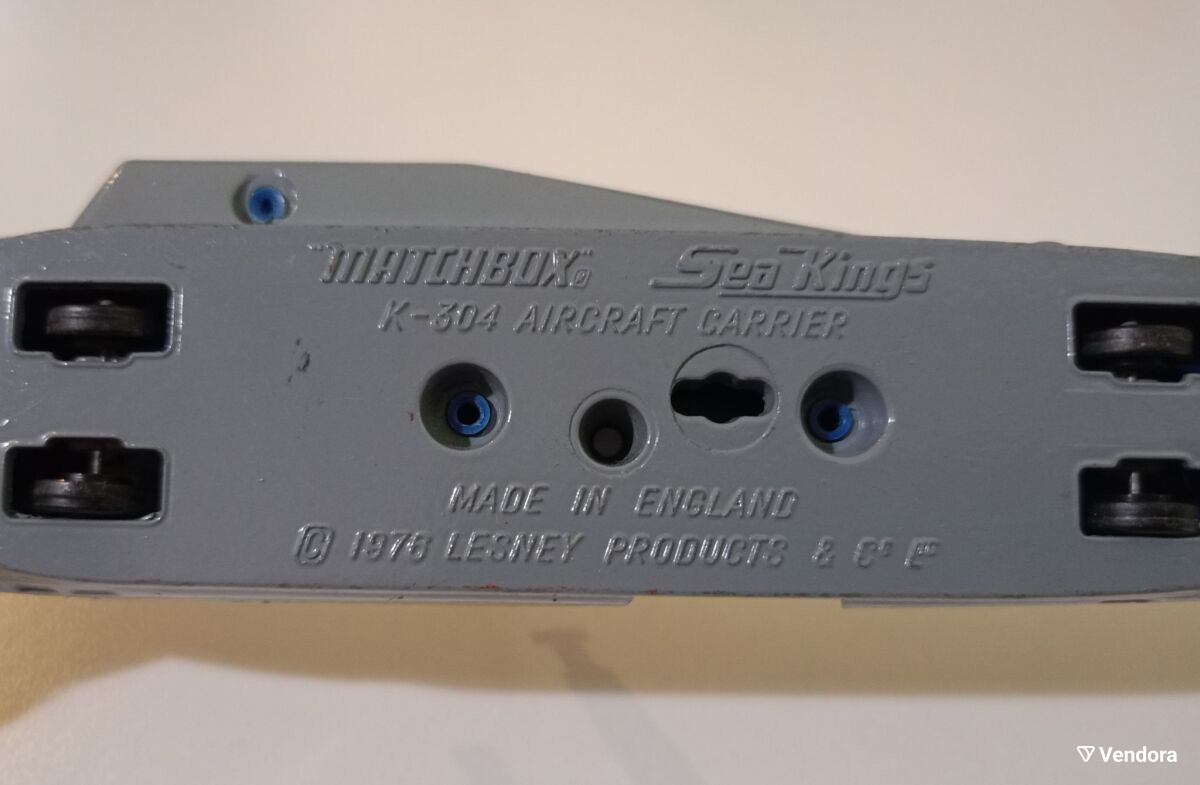 "MATCHBOX"® Sea Kings
K-304 AIRCRAFT CARRIER
MADE IN ENGLAND
© 1976 LESNEY PRODUCTS & Cº Lᵀᴰ
Vendora